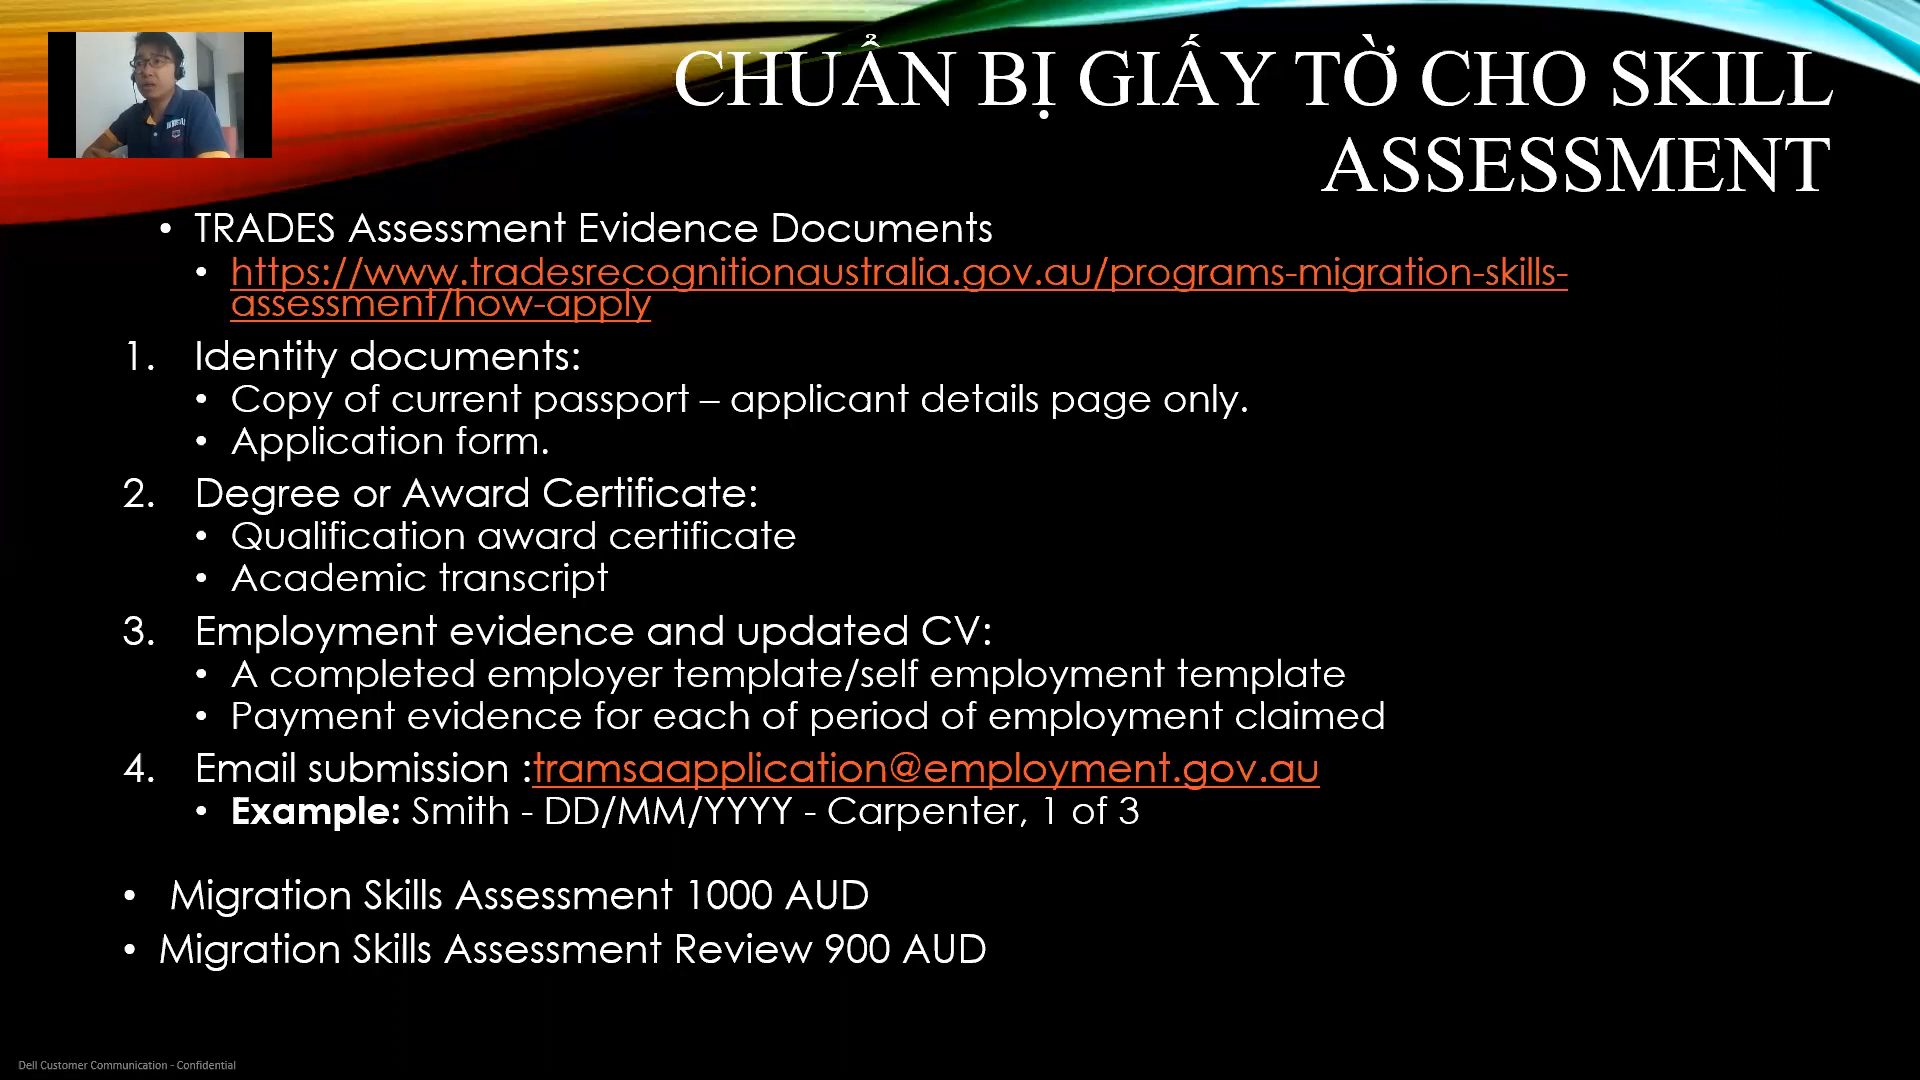 CHUẨN BỊ GIẤY TỜ CHO SKILL
ASSESSMENT
• TRADES Assessment Evidence Documents
• https://www.tradesrecognitionaustralia.gov.au/programs-migration-skills-
assessment/how-apply
1. Identity documents:
• Copy of current passport – applicant details page only.
• Application form.
2. Degree or Award Certificate:
• Qualification award certificate
• Academic transcript
3. Employment evidence and updated CV:
• A completed employer template/self employment template
• Payment evidence for each of period of employment claimed
4. Email submission :tramsaapplication@employment.gov.au
• Example: Smith - DD/MM/YYYY - Carpenter, 1 of 3
• Migration Skills Assessment 1000 AUD
• Migration Skills Assessment Review 900 AUD
Dell Customer Communication - Confidential